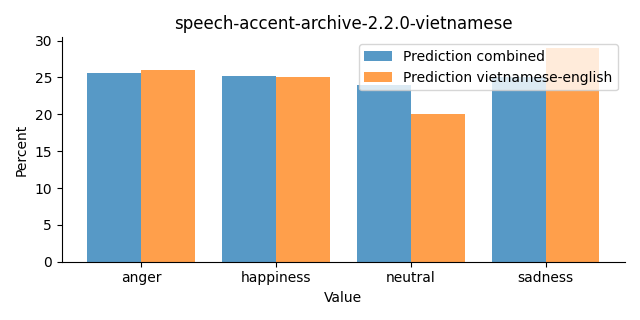 speech-accent-archive-2.2.0-vietnamese
Prediction combined
Prediction vietnamese-english
Percent
30
25
20
15
10
5
0
anger happiness neutral sadness
Value